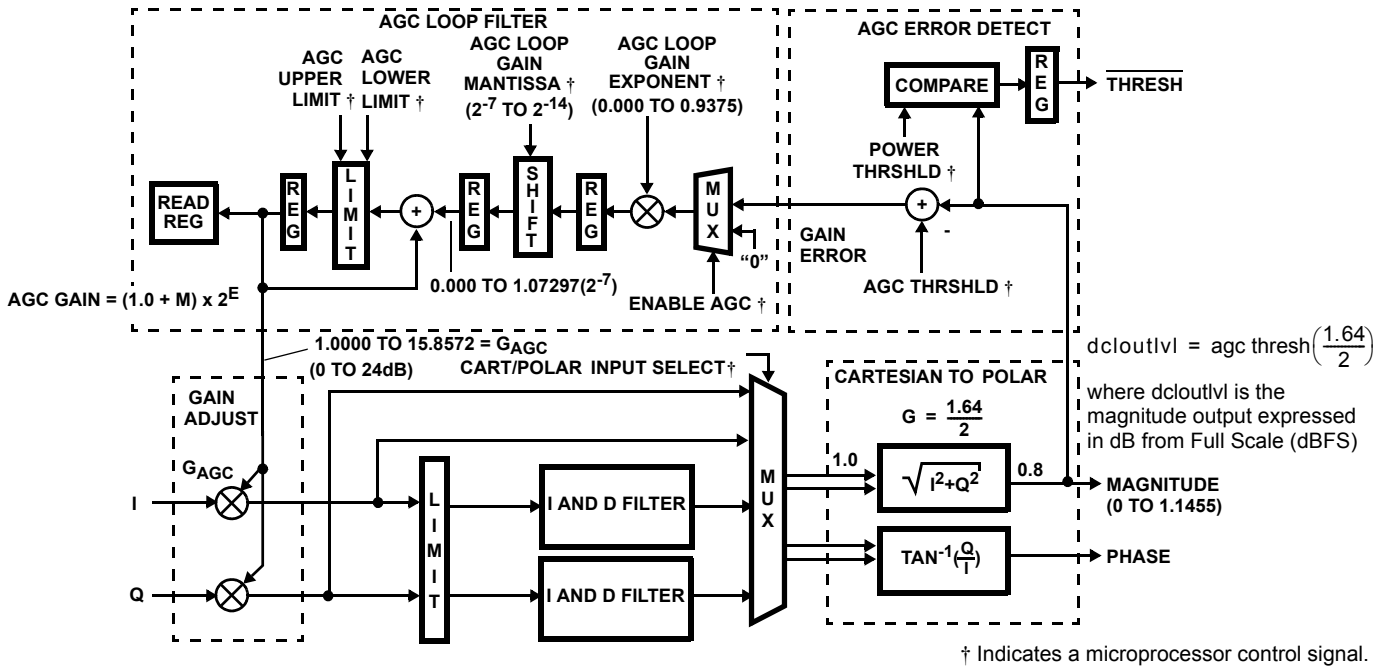 AGC LOOP FILTER
AGC
UPPER
LIMIT †
AGC
LOWER
LIMIT †
AGC LOOP
GAIN
MANTISSA †
(2-7 TO 2-14)
AGC LOOP
GAIN
EXPONENT †
(0.000 TO 0.9375)
READ
REG
REG
LIMIT
+
REG
SHIFT
REG
MUX
"0"
ENABLE AGC †
0.000 TO 1.07297(2-7)
AGC GAIN = (1.0 + M) x 2E
AGC ERROR DETECT
COMPARE
REG
THRESH
POWER
THRSHLD †
+
-
GAIN
ERROR
AGC THRSHLD †
1.0000 TO 15.8572 = GAGC
(0 TO 24dB)
CART/POLAR INPUT SELECT†
GAIN
ADJUST
GAGC
I
Q
LIMIT
I AND D FILTER
I AND D FILTER
MUX
CARTESIAN TO POLAR
G = 1.64/2
1.0
√I2+Q2
0.8
TAN-1(Q/I)
MAGNITUDE
(0 TO 1.1455)
PHASE
dcloutlvl = agc thresh(1.64/2)
where dcloutlvl is the
magnitude output expressed
in dB from Full Scale (dBFS)
† Indicates a microprocessor control signal.